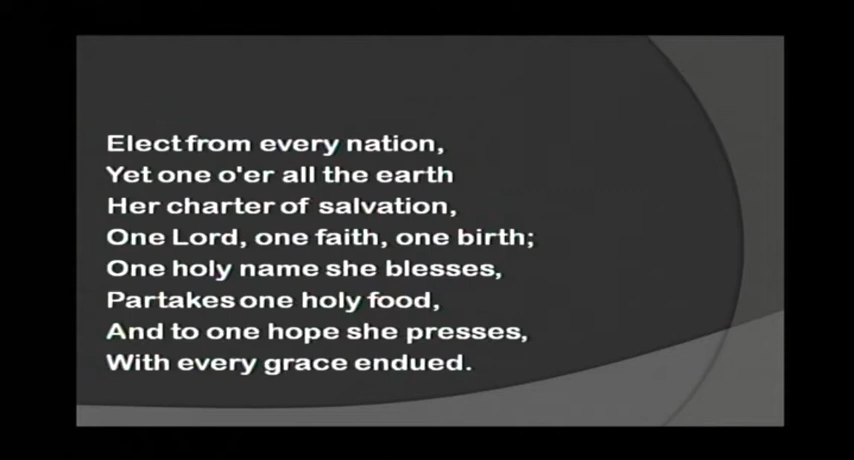 Elect from every nation,
Yet one o'er all the earth
Her charter of salvation,
One Lord, one faith, one birth;
One holy name she blesses,
Partakes one holy food,
And to one hope she presses,
With every grace endued.